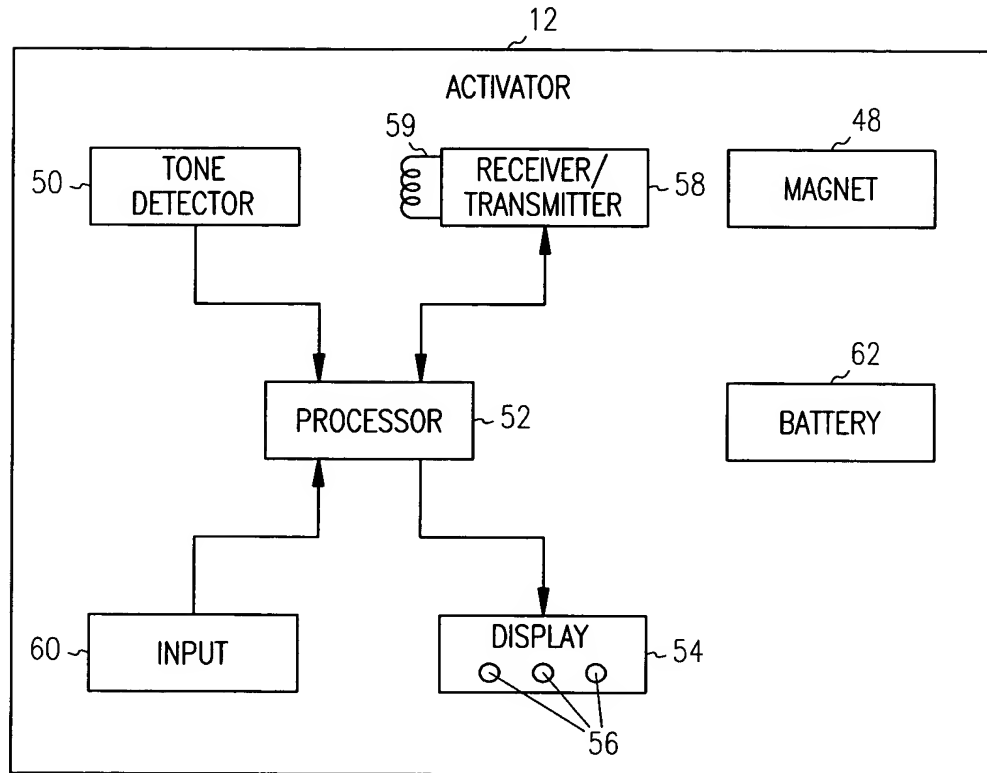 12
ACTIVATOR
50
TONE
DETECTOR
59
RECEIVER/
TRANSMITTER
58
48
MAGNET
PROCESSOR
52
62
BATTERY
60
INPUT
DISPLAY
54
56